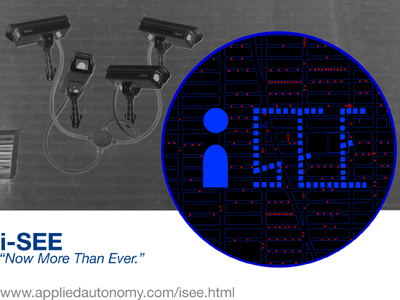 i-SEE
“Now More Than Ever.”
www.appliedautonomy.com/isee.html